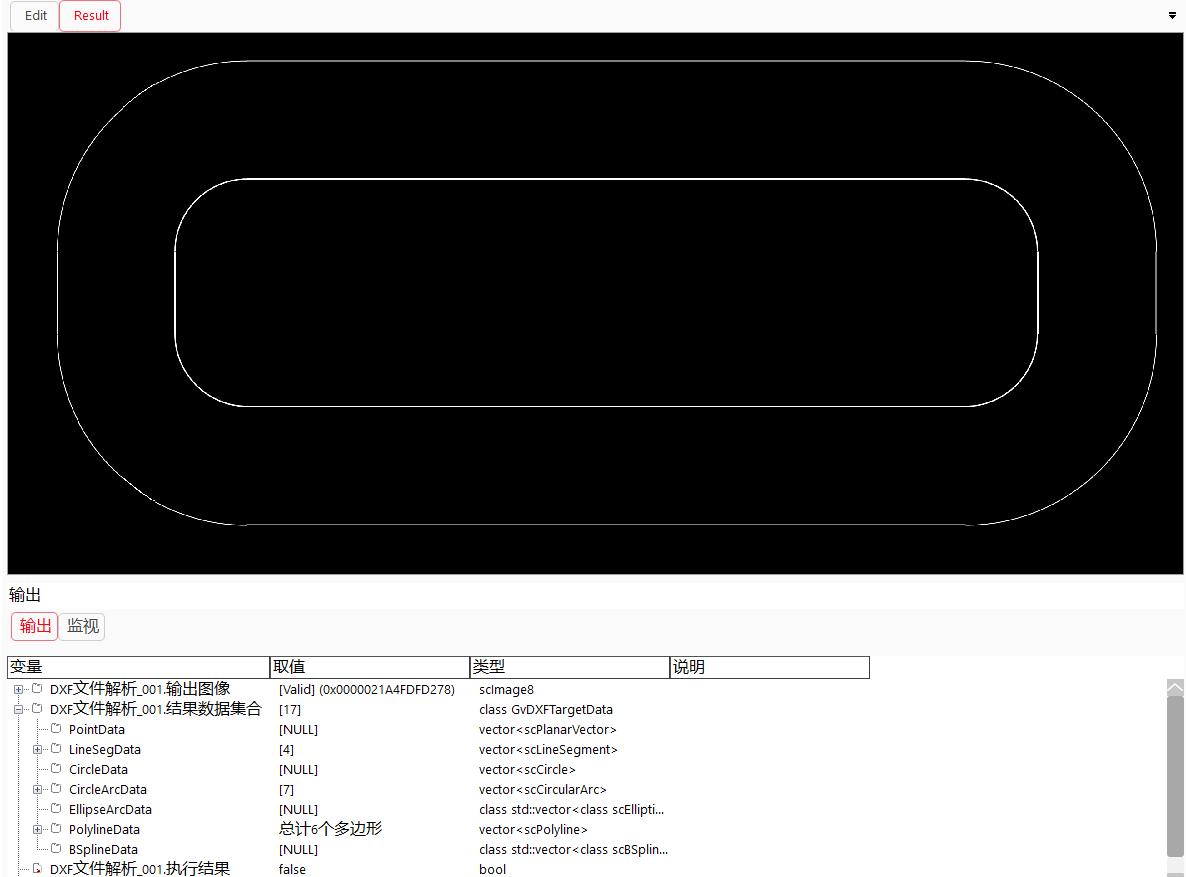 Edit Result
输出
输出 监视
变量 取值 类型 说明
DXF文件解析_001.输出图像 [Valid] (0x0000021A4FDFD278) scImage8
DXF文件解析_001.结果数据集合 [17] class GvDXFTargetData
PointData [NULL] vector<scPlanarVector>
LineSegData [4] vector<scLineSegment>
CircleData [NULL] vector<scCircle>
CircleArcData [7] vector<scCircularArc>
EllipseArcData [NULL] class std::vector<class scEllipti...
PolylineData 总计6个多边形 vector<scPolyline>
BSplineData [NULL] class std::vector<class scBSplin...
DXF文件解析_001.执行结果 false bool